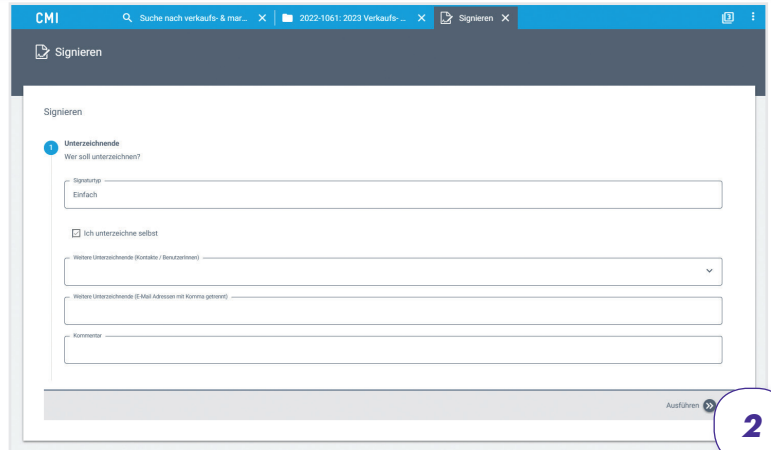 CMI
Suche nach verkaufs- & mar...
2022-1061: 2023 Verkaufs- ...
Signieren
3
Signieren
Signieren
1
Unterzeichnende
Wer soll unterzeichnen?
Signaturtyp
Einfach
Ich unterzeichne selbst
Weitere Unterzeichnende (Kontakte / BenutzerInnen)
Weitere Unterzeichnende (E-Mail Adressen mit Komma getrennt)
Kommentar
Ausführen
2